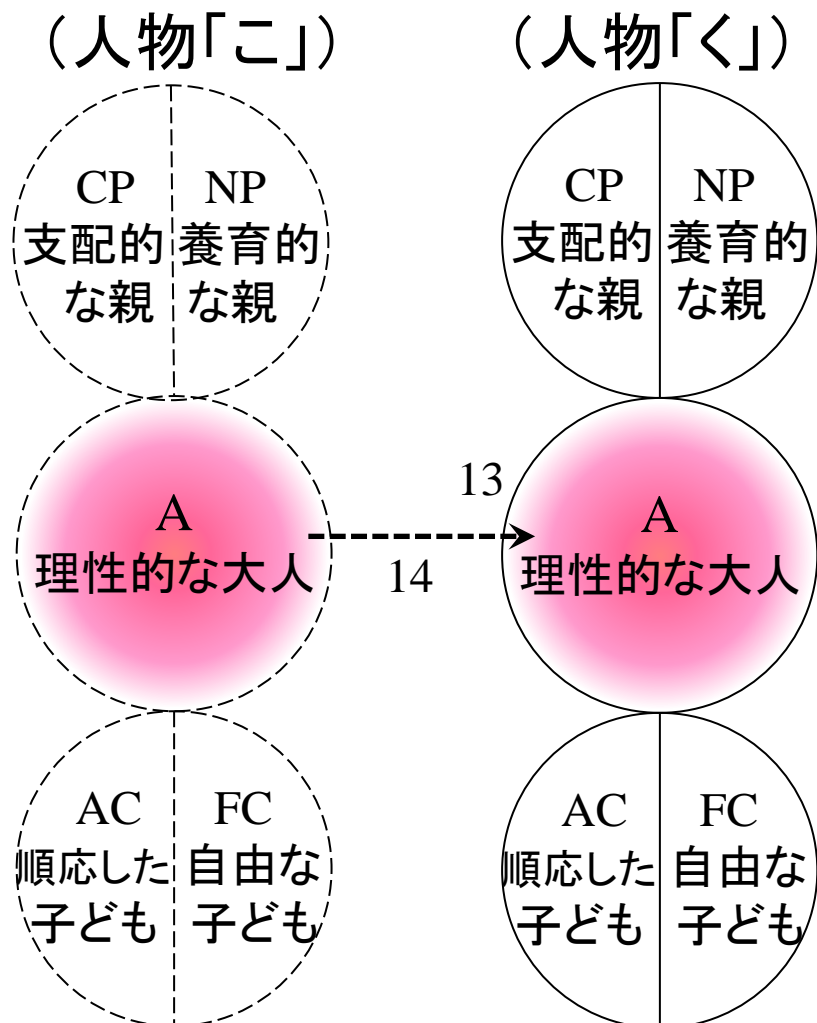 (人物「こ」)
(人物「く」)
CP
支配的
な親
NP
養育的
な親
CP
支配的
な親
NP
養育的
な親
A
理性的な大人
13
14
A
理性的な大人
AC
順応した
子ども
FC
自由な
子ども
AC
順応した
子ども
FC
自由な
子ども